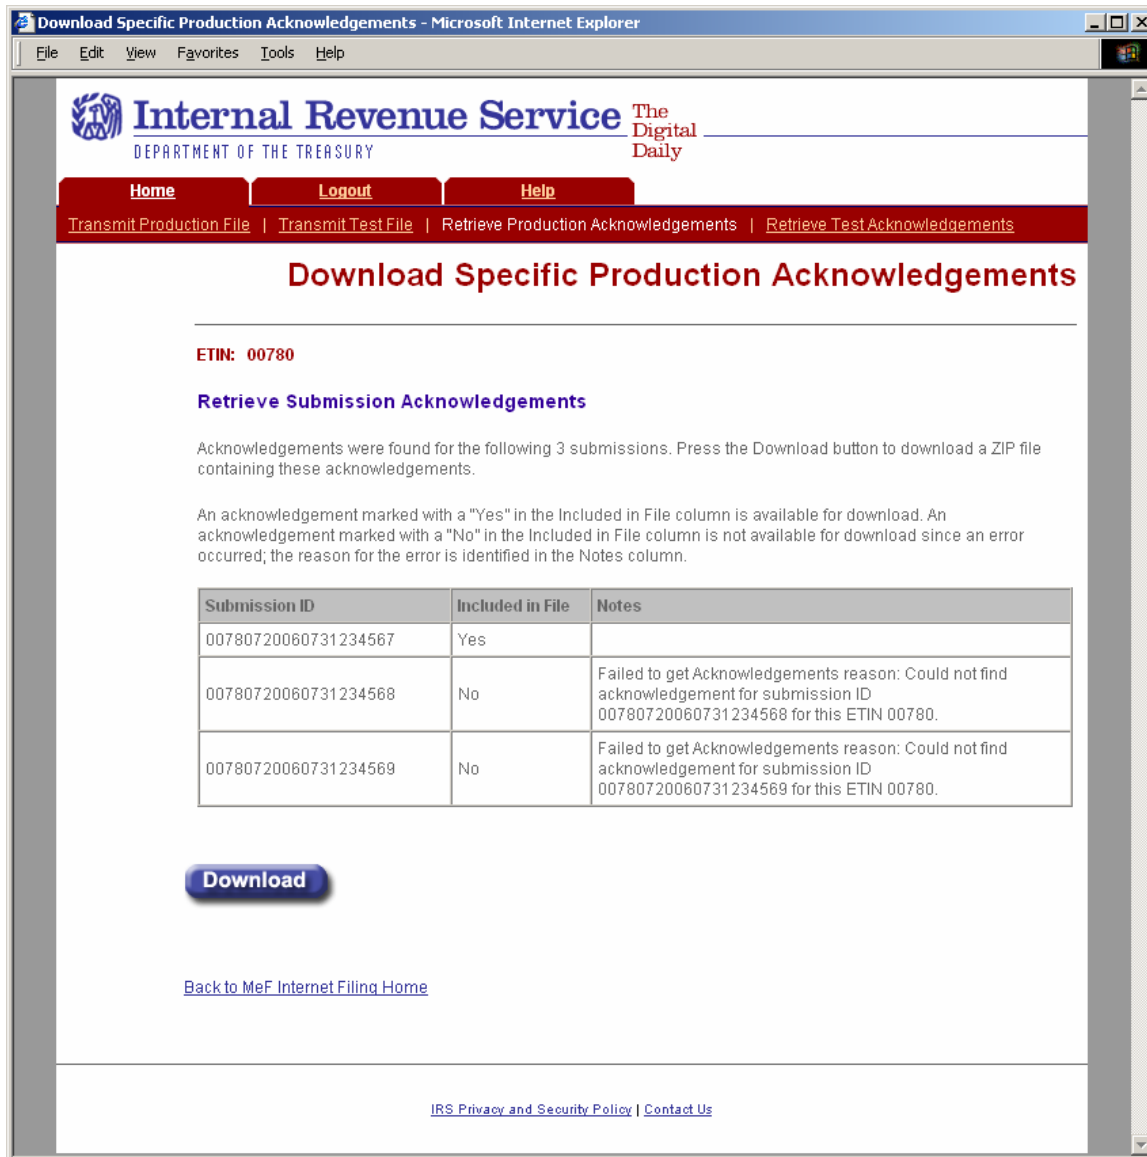 Download Specific Production Acknowledgements - Microsoft Internet Explorer
File Edit View Favorites Tools Help
Internal Revenue Service
DEPARTMENT OF THE TREASURY
The
Digital
Daily
Home Logout Help
Transmit Production File | Transmit Test File | Retrieve Production Acknowledgements | Retrieve Test Acknowledgements
Download Specific Production Acknowledgements
ETIN: 00780
Retrieve Submission Acknowledgements
Acknowledgements were found for the following 3 submissions. Press the Download button to download a ZIP file
containing these acknowledgements.
An acknowledgement marked with a "Yes" in the Included in File column is available for download. An
acknowledgement marked with a "No" in the Included in File column is not available for download since an error
occurred; the reason for the error is identified in the Notes column.
Submission ID Included in File Notes
00780720060731234567 Yes
00780720060731234568 No
Failed to get Acknowledgements reason: Could not find
acknowledgement for submission ID
00780720060731234568 for this ETIN 00780.
00780720060731234569 No
Failed to get Acknowledgements reason: Could not find
acknowledgement for submission ID
00780720060731234569 for this ETIN 00780.
Download
Back to MeF Internet Filing Home
IRS Privacy and Security Policy | Contact Us